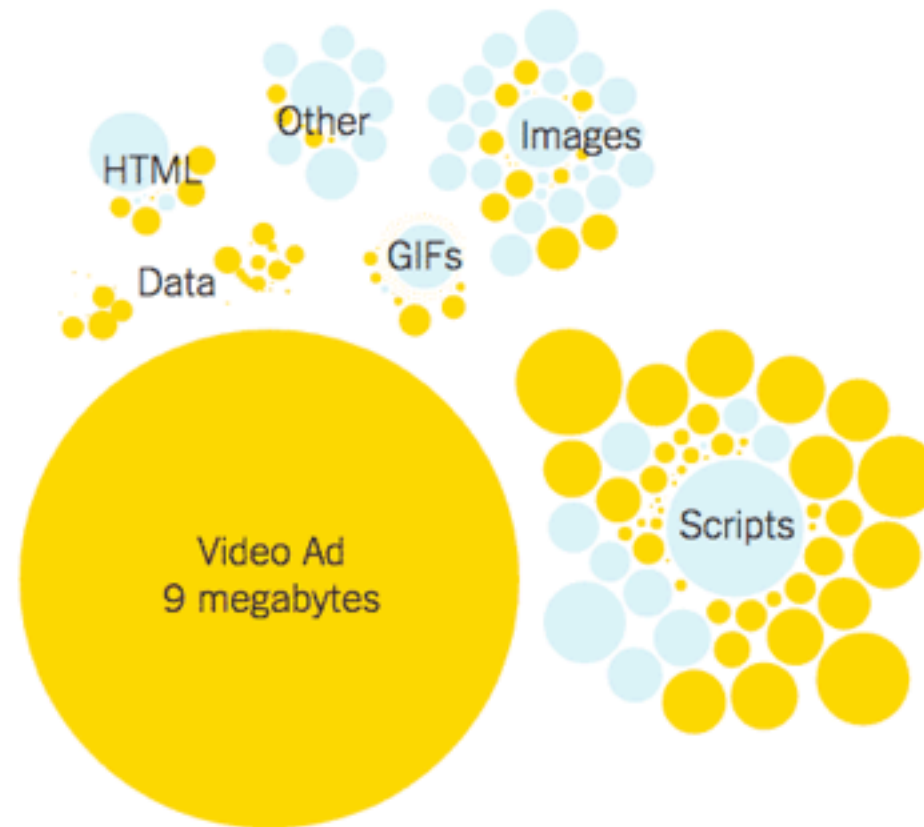 Other
Images
HTML
GIFs
Data
Video Ad
9 megabytes
Scripts